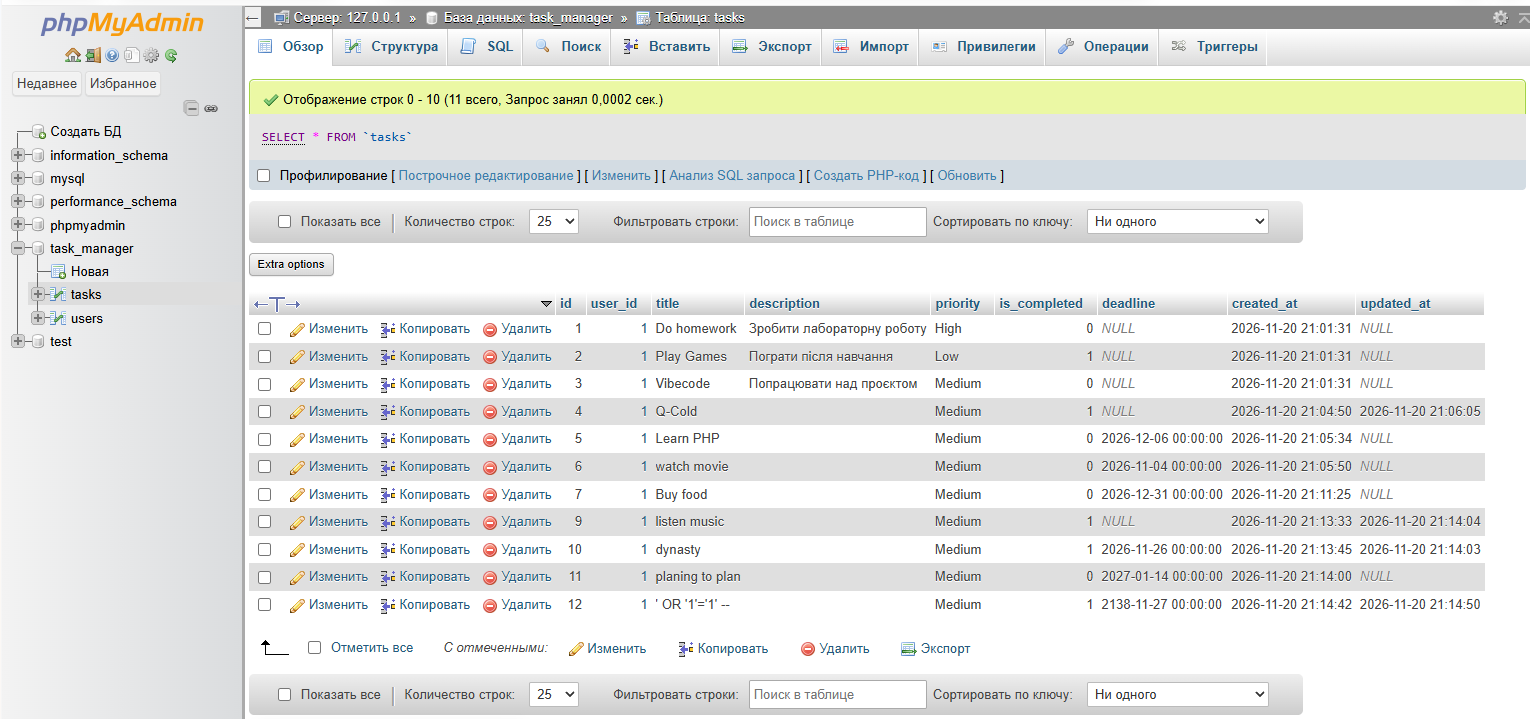 phpMyAdmin
Недавнее Избранное
Создать БД
information_schema
mysql
performance_schema
phpmyadmin
task_manager
Новая
tasks
users
test
Сервер: 127.0.0.1 » База данных: task_manager » Таблица: tasks
Обзор Структура SQL Поиск Вставить Экспорт Импорт Привилегии Операции Триггеры
Отображение строк 0 - 10 (11 всего, Запрос занял 0,0002 сек.)
SELECT * FROM `tasks`
Профилирование [ Построчное редактирование ] [ Изменить ] [ Анализ SQL запроса ] [ Создать PHP-код ] [ Обновить ]
Показать все | Количество строк: 25 Фильтровать строки: Поиск в таблице Сортировать по ключу: Ни одного
Extra options
←T→ id user_id title description priority is_completed deadline created_at updated_at
Изменить Копировать Удалить 1 1 Do homework Зробити лабораторну роботу High 0 NULL 2026-11-20 21:01:31 NULL
Изменить Копировать Удалить 2 1 Play Games Пограти після навчання Low 1 NULL 2026-11-20 21:01:31 NULL
Изменить Копировать Удалить 3 1 Vibecode Попрацювати над проєктом Medium 0 NULL 2026-11-20 21:01:31 NULL
Изменить Копировать Удалить 4 1 Q-Cold Medium 1 NULL 2026-11-20 21:04:50 2026-11-20 21:06:05
Изменить Копировать Удалить 5 1 Learn PHP Medium 0 2026-12-06 00:00:00 2026-11-20 21:05:34 NULL
Изменить Копировать Удалить 6 1 watch movie Medium 0 2026-11-04 00:00:00 2026-11-20 21:05:50 NULL
Изменить Копировать Удалить 7 1 Buy food Medium 0 2026-12-31 00:00:00 2026-11-20 21:11:25 NULL
Изменить Копировать Удалить 9 1 listen music Medium 1 NULL 2026-11-20 21:13:33 2026-11-20 21:14:04
Изменить Копировать Удалить 10 1 dynasty Medium 1 2026-11-26 00:00:00 2026-11-20 21:13:45 2026-11-20 21:14:03
Изменить Копировать Удалить 11 1 planing to plan Medium 0 2027-01-14 00:00:00 2026-11-20 21:14:00 NULL
Изменить Копировать Удалить 12 1 ' OR '1'='1' -- Medium 1 2138-11-27 00:00:00 2026-11-20 21:14:42 2026-11-20 21:14:50
Отметить все С отмеченными: Изменить Копировать Удалить Экспорт
Показать все | Количество строк: 25 Фильтровать строки: Поиск в таблице Сортировать по ключу: Ни одного